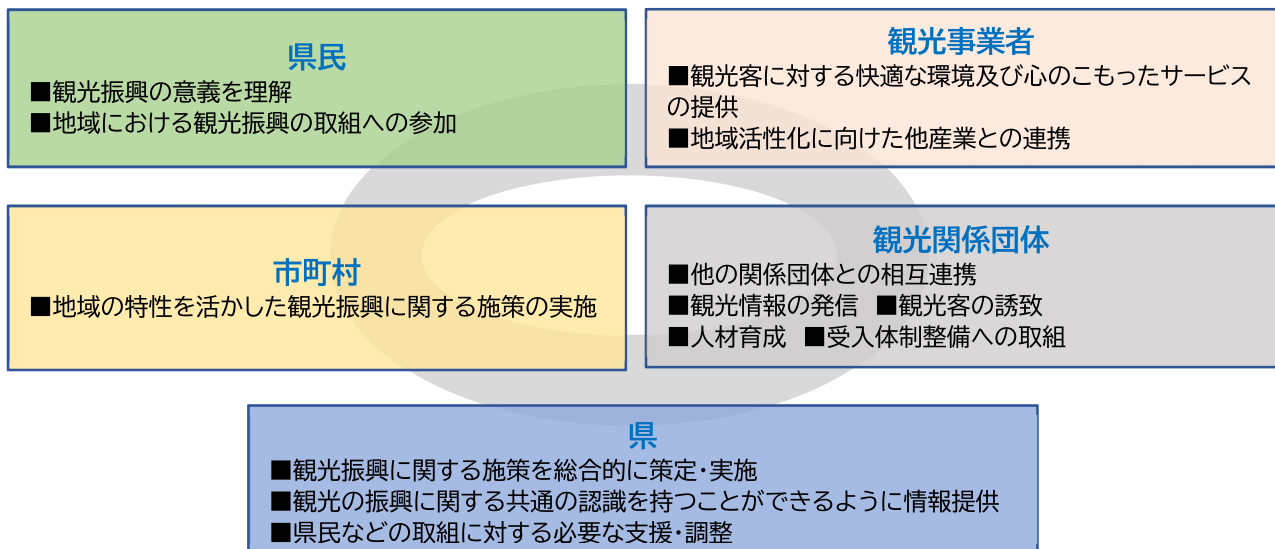 県民
■観光振興の意義を理解
■地域における観光振興の取組への参加
観光事業者
■観光客に対する快適な環境及び心のこもったサービス
の提供
■地域活性化に向けた他産業との連携
市町村
■地域の特性を活かした観光振興に関する施策の実施
観光関係団体
■他の関係団体との相互連携
■観光情報の発信 ■観光客の誘致
■人材育成 ■受入体制整備への取組
県
■観光振興に関する施策を総合的に策定･実施
■観光の振興に関する共通の認識を持つことができるように情報提供
■県民などの取組に対する必要な支援･調整